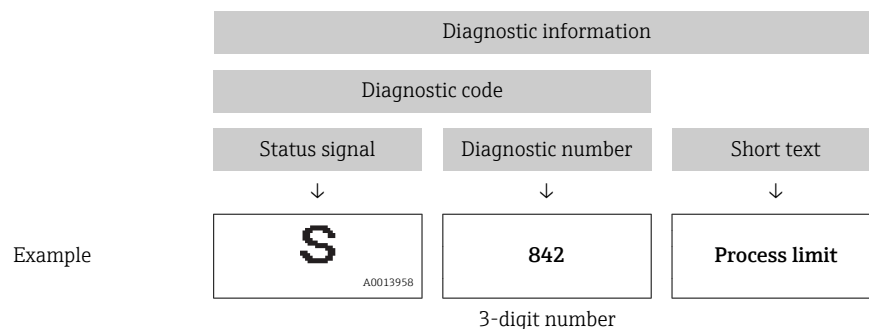 Diagnostic information
Diagnostic code
Status signal Diagnostic number Short text
↓ ↓ ↓
Example S 842 Process limit
A0013958
3-digit number